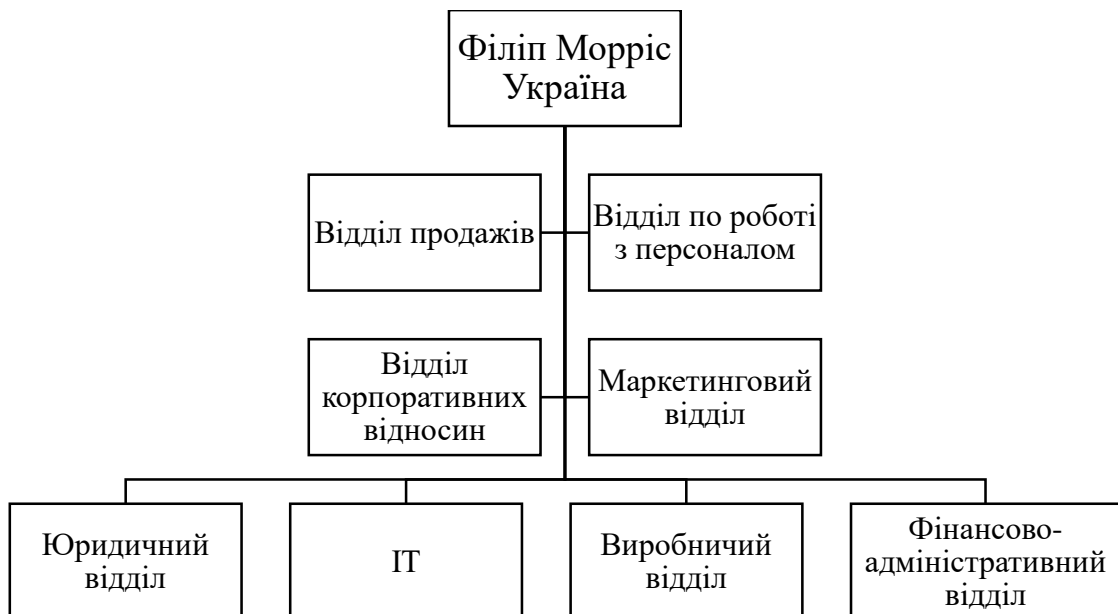 Філіп Морріс
Україна
Відділ продажів
Відділ по роботі
з персоналом
Відділ
корпоративних
відносин
Маркетинговий
відділ
Юридичний
відділ
ІТ
Виробничий
відділ
Фінансово-
адміністративний
відділ